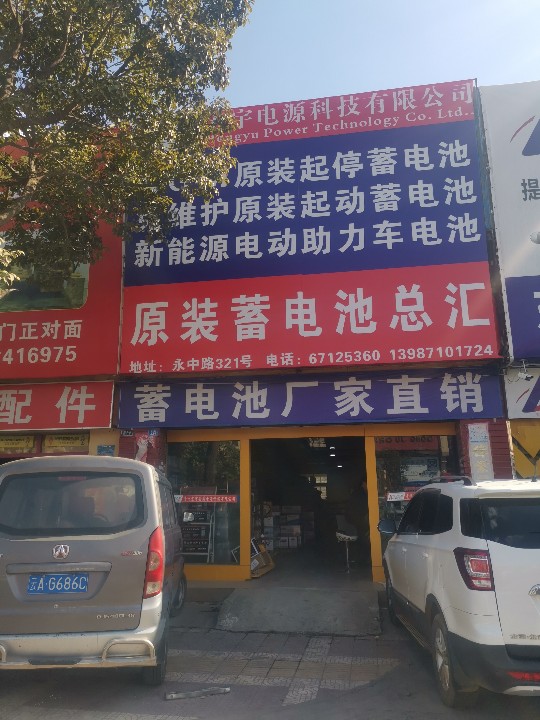 宇电源科技有限公司
engyu Power Technology Co. Ltd..
原装起停蓄电池
维护原装起动蓄电池
新能源电动助力车电池
原装蓄电池总汇
地址：永中路321号 电话：67125360 13987101724
蓄电池厂家直销
门正对面
416975
配件
提
云A·G686C